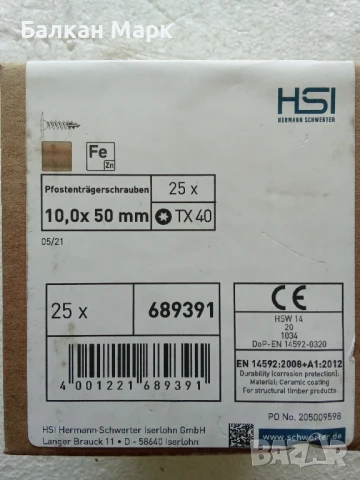 Балкан Марк
HSI
HERMANN SCHWERTER
Fe
Zn
Pfostenträgerschrauben
25 x
10,0x 50 mm
TX 40
05/21
25 x
689391
4 001221 689391
CE
HSW 14
20
1034
DoP-EN 14592-0320
EN 14592:2008+A1:2012
Durability (corrosion protection):
Material: Ceramic coating
For structural timber products
PO No. 205009598
HSI Hermann Schwerter Iserlohn GmbH
Langer Brauck 11 • D - 58640 Iserlohn
www.schwerter.de
bazar